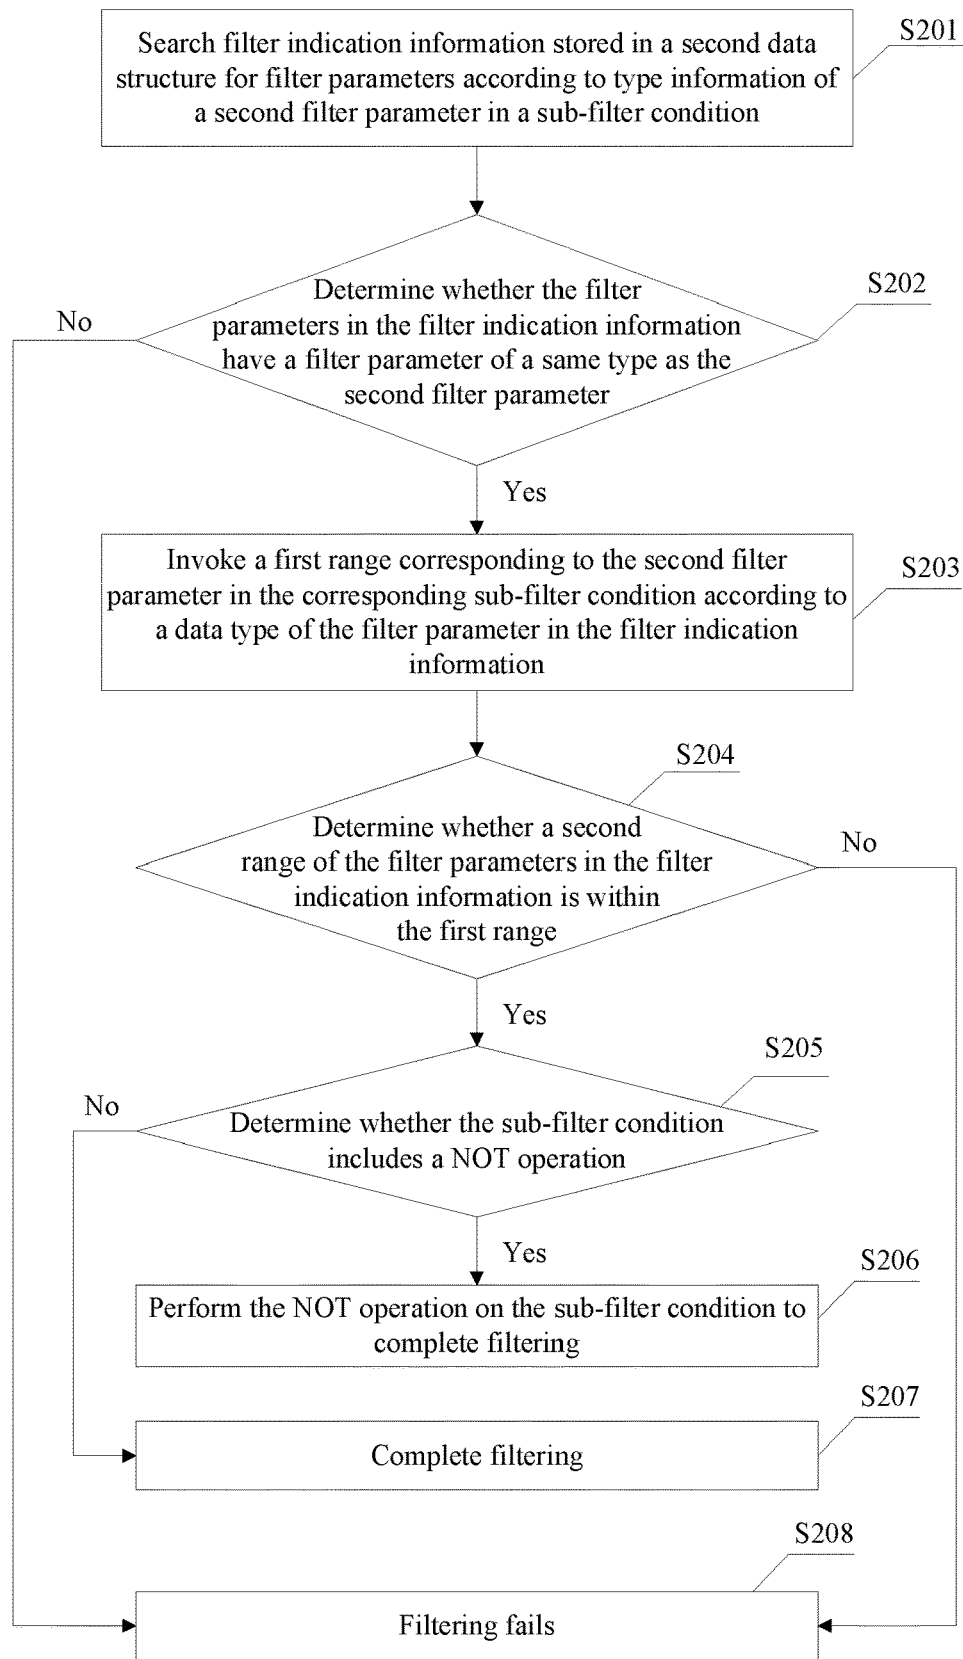 S201
Search filter indication information stored in a second data
structure for filter parameters according to type information of
a second filter parameter in a sub-filter condition
S202
Determine whether the filter
parameters in the filter indication information
have a filter parameter of a same type as the
second filter parameter
No
Yes
S203
Invoke a first range corresponding to the second filter
parameter in the corresponding sub-filter condition according to
a data type of the filter parameter in the filter indication
information
S204
Determine whether a second
range of the filter parameters in the filter
indication information is within
the first range
No
Yes
S205
No
Determine whether the sub-filter condition
includes a NOT operation
Yes
S206
Perform the NOT operation on the sub-filter condition to
complete filtering
S207
Complete filtering
S208
Filtering fails